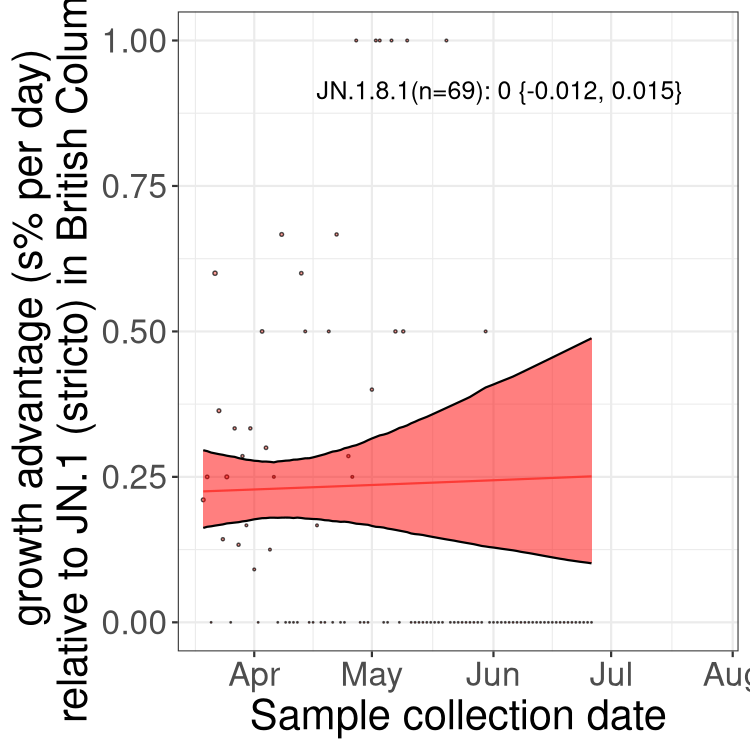 growth advantage (s% per day)
relative to JN.1 (stricto) in British Colum
1.00
0.75
0.50
0.25
0.00
JN.1.8.1(n=69): 0 {-0.012, 0.015}
Apr May Jun Jul Aug
Sample collection date